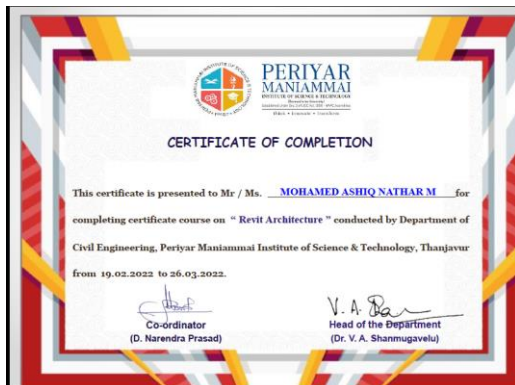 PERIYAR
MANIAMMAI
INSTITUTE OF SCIENCE & TECHNOLOGY
CERTIFICATE OF COMPLETION
This certificate is presented to Mr / Ms. MOHAMED ASHIQ NATHAR M for
completing certificate course on “ Revit Architecture ” conducted by Department of
Civil Engineering, Periyar Maniammai Institute of Science & Technology, Thanjavur
from 19.02.2022 to 26.03.2022.
V. A.
Co-ordinator
(D. Narendra Prasad)
Head of the Department
(Dr. V. A. Shanmugavelu)